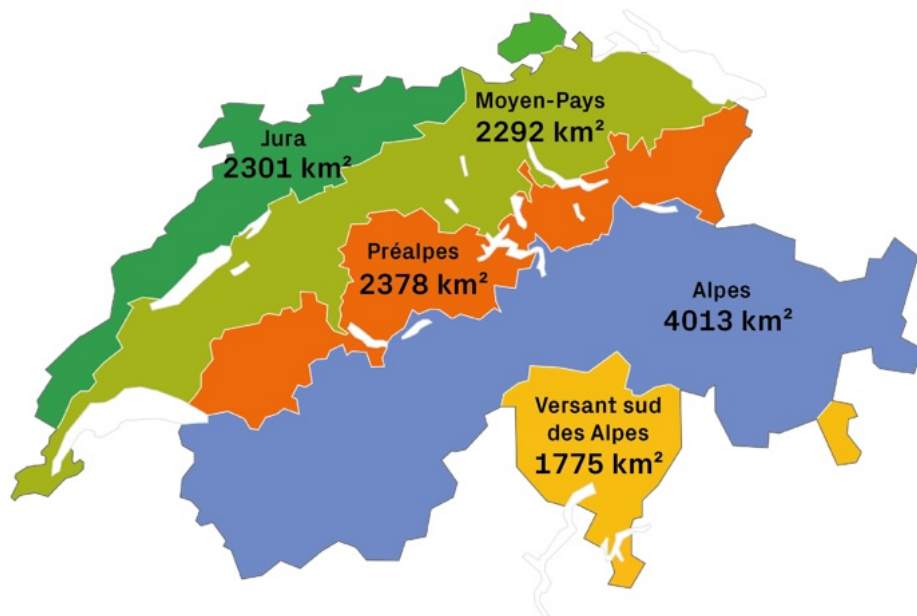 Moyen-Pays
2292 km²
Jura
2301 km²
Préalpes
2378 km²
Alpes
4013 km²
Versant sud
des Alpes
1775 km²